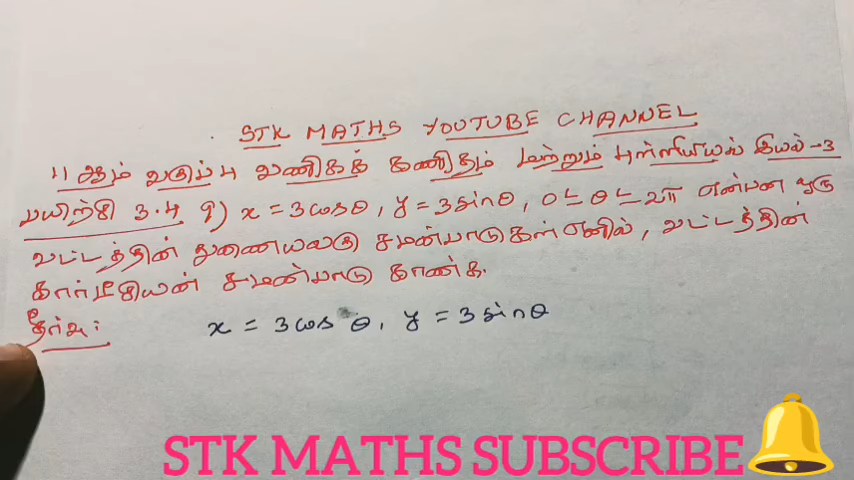 STK MATHS YOUTUBE CHANNEL
11 ஆம் வகுப்பு வணிகக் கணிதம் மற்றும் புள்ளியியல் இயல் -3
பயிற்சி 3.4 9) x = 3cosθ, y = 3sinθ, 0 ≤ θ ≤ 2π என்பன ஒரு
வட்டத்தின் துணையலகு சமன்பாடுகள் எனில், வட்டத்தின்
கார்டீசியன் சமன்பாடு காண்க.
தீர்வு: x = 3cos θ, y = 3sinθ
STK MATHS SUBSCRIBE